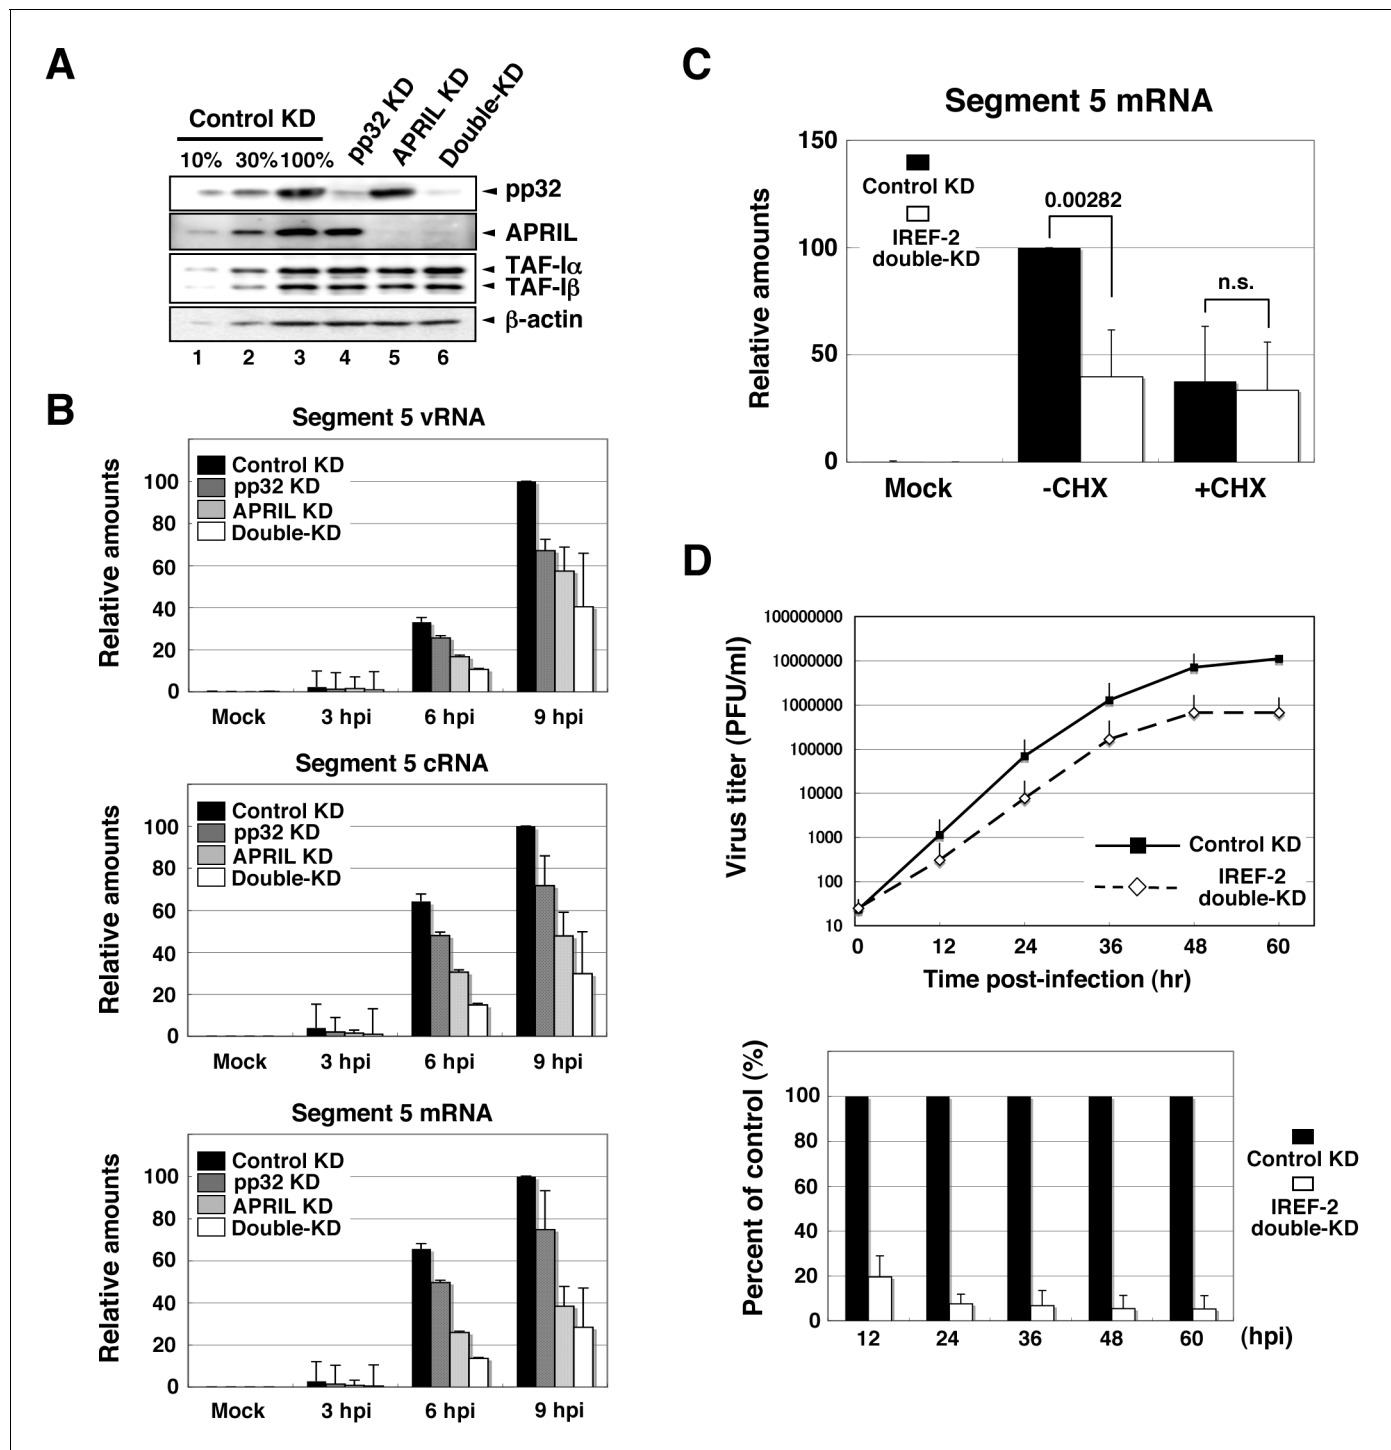 A
Control KD
10% 30% 100%
pp32 KD
APRIL KD
Double-KD
pp32
APRIL
TAF-Iα
TAF-Iβ
β-actin
1 2 3 4 5 6
B
Segment 5 vRNA
Relative amounts
100
80
60
40
20
0
Control KD
pp32 KD
APRIL KD
Double-KD
Mock 3 hpi 6 hpi 9 hpi
Segment 5 cRNA
Relative amounts
100
80
60
40
20
0
Control KD
pp32 KD
APRIL KD
Double-KD
Mock 3 hpi 6 hpi 9 hpi
Segment 5 mRNA
Relative amounts
100
80
60
40
20
0
Control KD
pp32 KD
APRIL KD
Double-KD
Mock 3 hpi 6 hpi 9 hpi
C
Segment 5 mRNA
Relative amounts
150
100
50
0
Control KD
IREF-2
double-KD
0.00282
n.s.
Mock -CHX +CHX
D
Virus titer (PFU/ml)
100000000
10000000
1000000
100000
10000
1000
100
10
Control KD
IREF-2
double-KD
0 12 24 36 48 60
Time post-infection (hr)
Percent of control (%)
100
80
60
40
20
0
Control KD
IREF-2
double-KD
12 24 36 48 60 (hpi)